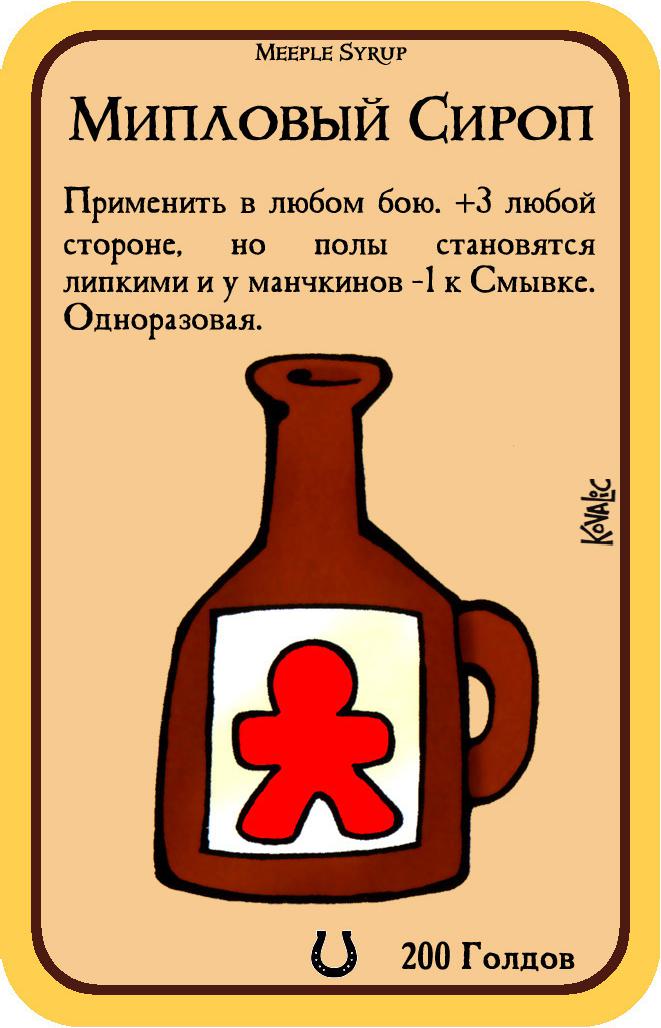 Meeple Syrup
Мипловый Сироп
Применить в любом бою. +3 любой
стороне, но полы становятся
липкими и у манчкинов -1 к Смывке.
Одноразовая.
Kovalic
200 Голдов